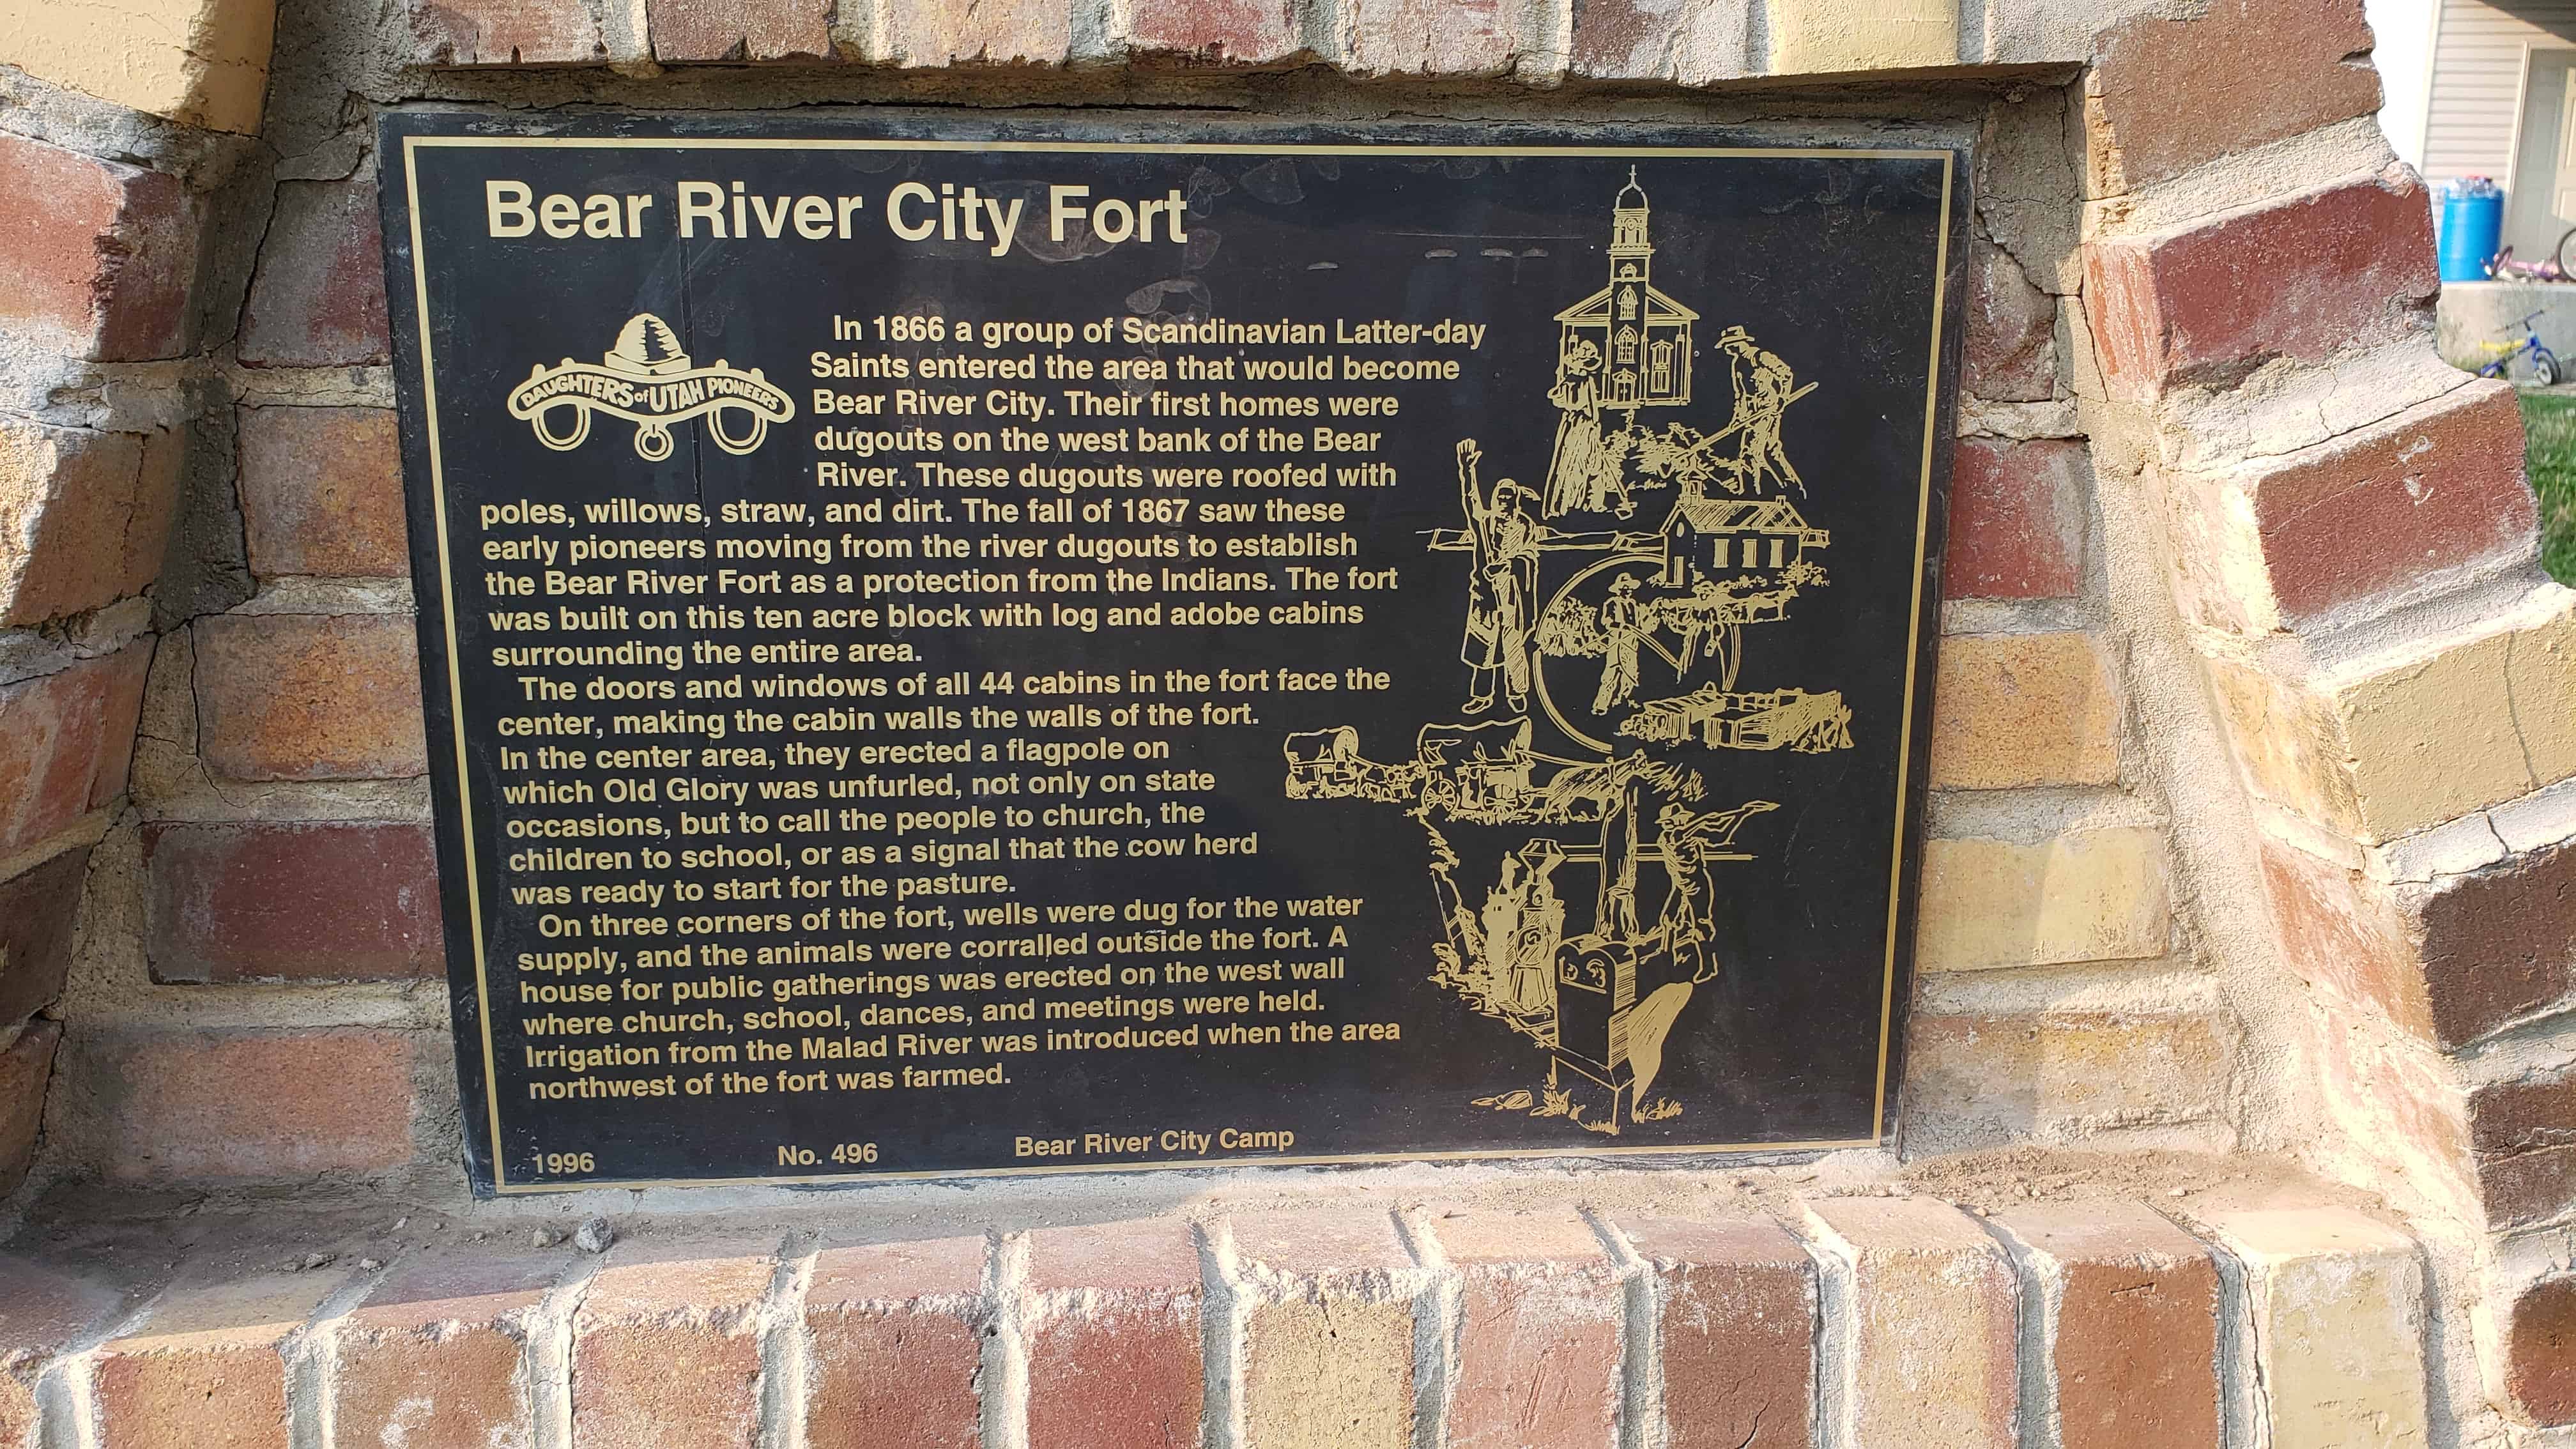 Bear River City Fort
DAUGHTERS of UTAH PIONEERS
In 1866 a group of Scandinavian Latter-day
Saints entered the area that would become
Bear River City. Their first homes were
dugouts on the west bank of the Bear
River. These dugouts were roofed with
poles, willows, straw, and dirt. The fall of 1867 saw these
early pioneers moving from the river dugouts to establish
the Bear River Fort as a protection from the Indians. The fort
was built on this ten acre block with log and adobe cabins
surrounding the entire area.
The doors and windows of all 44 cabins in the fort face the
center, making the cabin walls the walls of the fort.
In the center area, they erected a flagpole on
which Old Glory was unfurled, not only on state
occasions, but to call the people to church, the
children to school, or as a signal that the cow herd
was ready to start for the pasture.
On three corners of the fort, wells were dug for the water
supply, and the animals were corralled outside the fort. A
house for public gatherings was erected on the west wall
where church, school, dances, and meetings were held.
Irrigation from the Malad River was introduced when the area
northwest of the fort was farmed.
1996 No. 496 Bear River City Camp